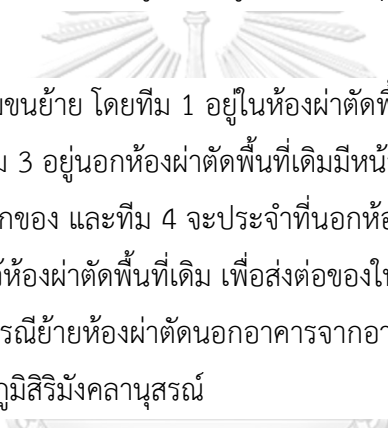 ขนย้าย โดยทีม 1 อยู่ในห้องผ่าตัดพื้
ม 3 อยู่นอกห้องผ่าตัดพื้นที่เดิมมีหน้
กของ และทีม 4 จะประจำที่นอกห้อ
ห้องผ่าตัดพื้นที่เดิม เพื่อส่งต่อของให
รณีย้ายห้องผ่าตัดนอกอาคารจากอา
ภูมิสิริมังคลานุสรณ์